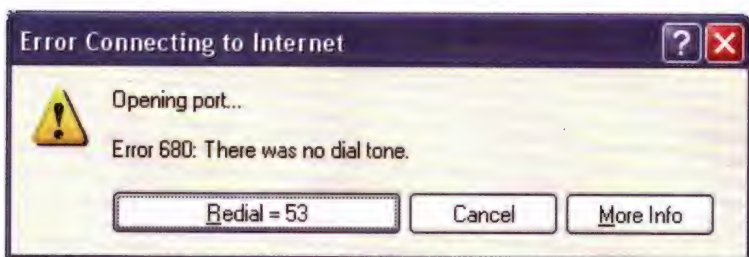 Error Connecting to Internet
Opening port...
Error 680: There was no dial tone.
Redial = 53 Cancel More Info